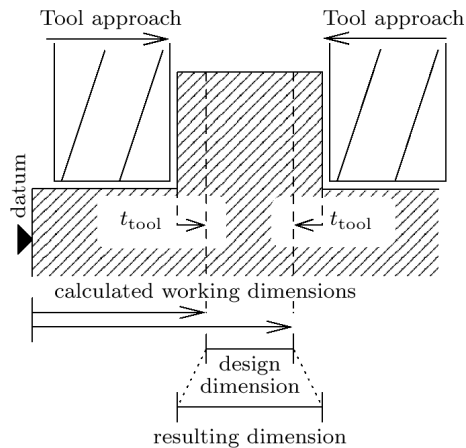 Tool approach
Tool approach
datum
t_tool
t_tool
calculated working dimensions
design
dimension
resulting dimension